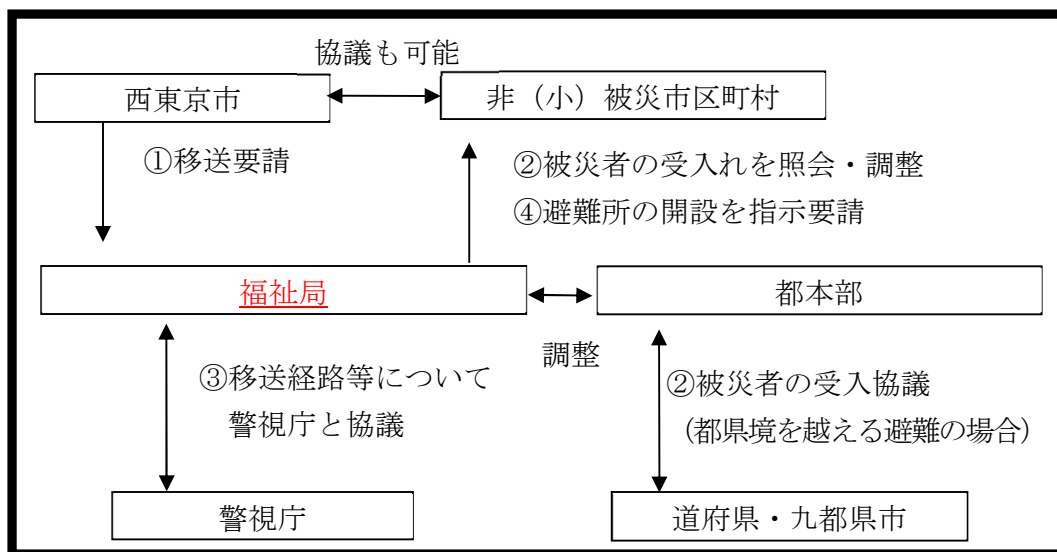 協議も可能
西東京市
非（小）被災市区町村
①移送要請
②被災者の受入れを照会・調整
④避難所の開設を指示要請
福祉局
都本部
調整
③移送経路等について
警視庁と協議
②被災者の受入協議
（都県境を越える避難の場合）
警視庁
道府県・九都県市